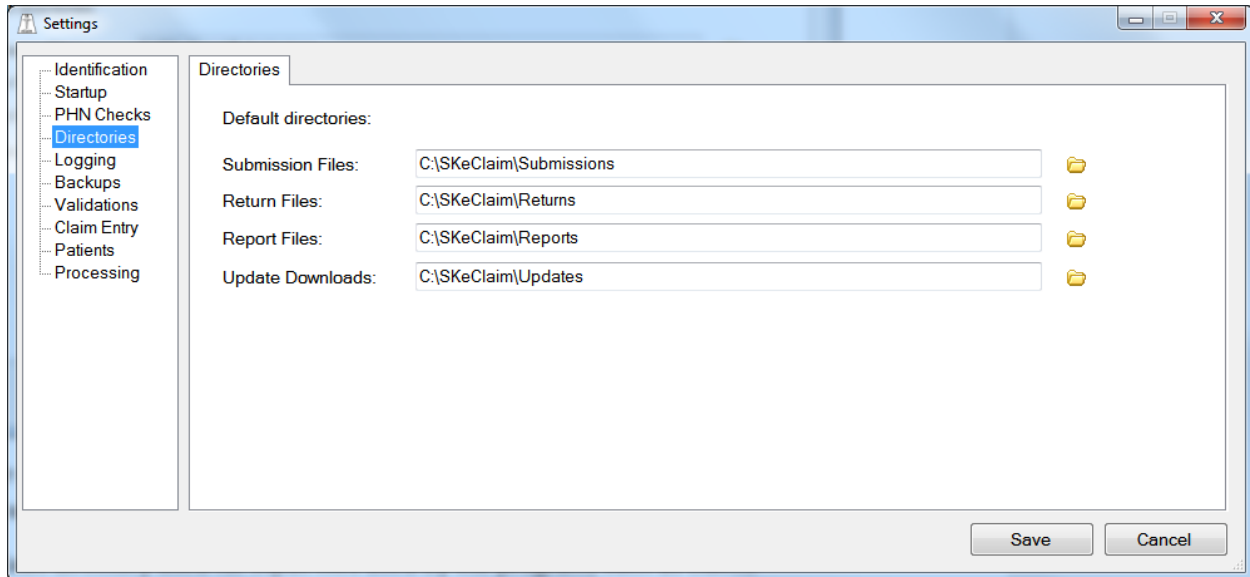 Settings
Identification
Startup
PHN Checks
Directories
Logging
Backups
Validations
Claim Entry
Patients
Processing
Directories
Default directories:
Submission Files: C:\SKeClaim\Submissions
Return Files: C:\SKeClaim\Returns
Report Files: C:\SKeClaim\Reports
Update Downloads: C:\SKeClaim\Updates
Save Cancel